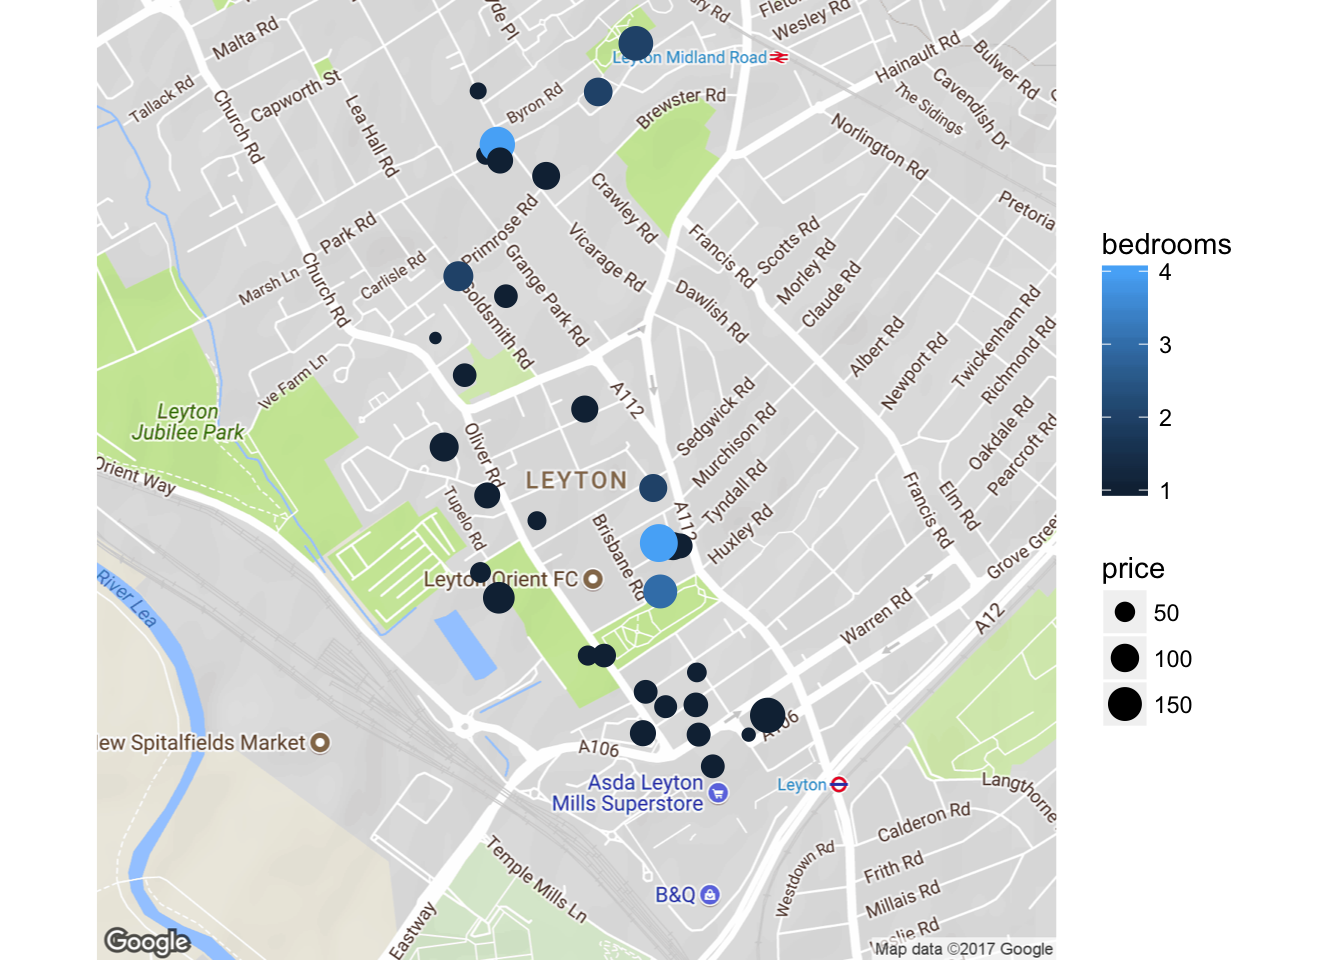 Malta Rd
Wesley Rd
Leyton Midland Road
Hainault Rd
Bulwer Rd
Cavendish Dr
The Sidings
Tallack Rd
Capworth St
Church Rd
Lea Hall Rd
Byron Rd
Brewster Rd
Norlington Rd
Pretoria
Crawley Rd
Park Rd
Primrose Rd
Vicarage Rd
Francis Rd
Scotts Rd
Morley Rd
Claude Rd
Marsh Ln
Carlisle Rd
Church Rd
Grange Park Rd
Goldsmith Rd
Dawlish Rd
Albert Rd
Newport Rd
Twickenham Rd
Richmond Rd
Ive Farm Ln
A112
Leyton
Jubilee Park
Sedgwick Rd
Murchison Rd
Oakdale Rd
Pearcroft Rd
Orient Way
Oliver Rd
LEYTON
Tyndall Rd
Tupelo Rd
A112
Huxley Rd
Francis Rd
Elm Rd
Brisbane Rd
Leyton Orient FC
Grove Gree
River Lea
Warren Rd
A12
ew Spitalfields Market
A106
A106
Asda Leyton
Mills Superstore
Leyton
Langthorne
Calderon Rd
Temple Mills Ln
Westdown Rd
Frith Rd
B&Q
Millais Rd
Eastway
slie Rd
Google
Map data ©2017 Google
bedrooms
4
3
2
1
price
50
100
150